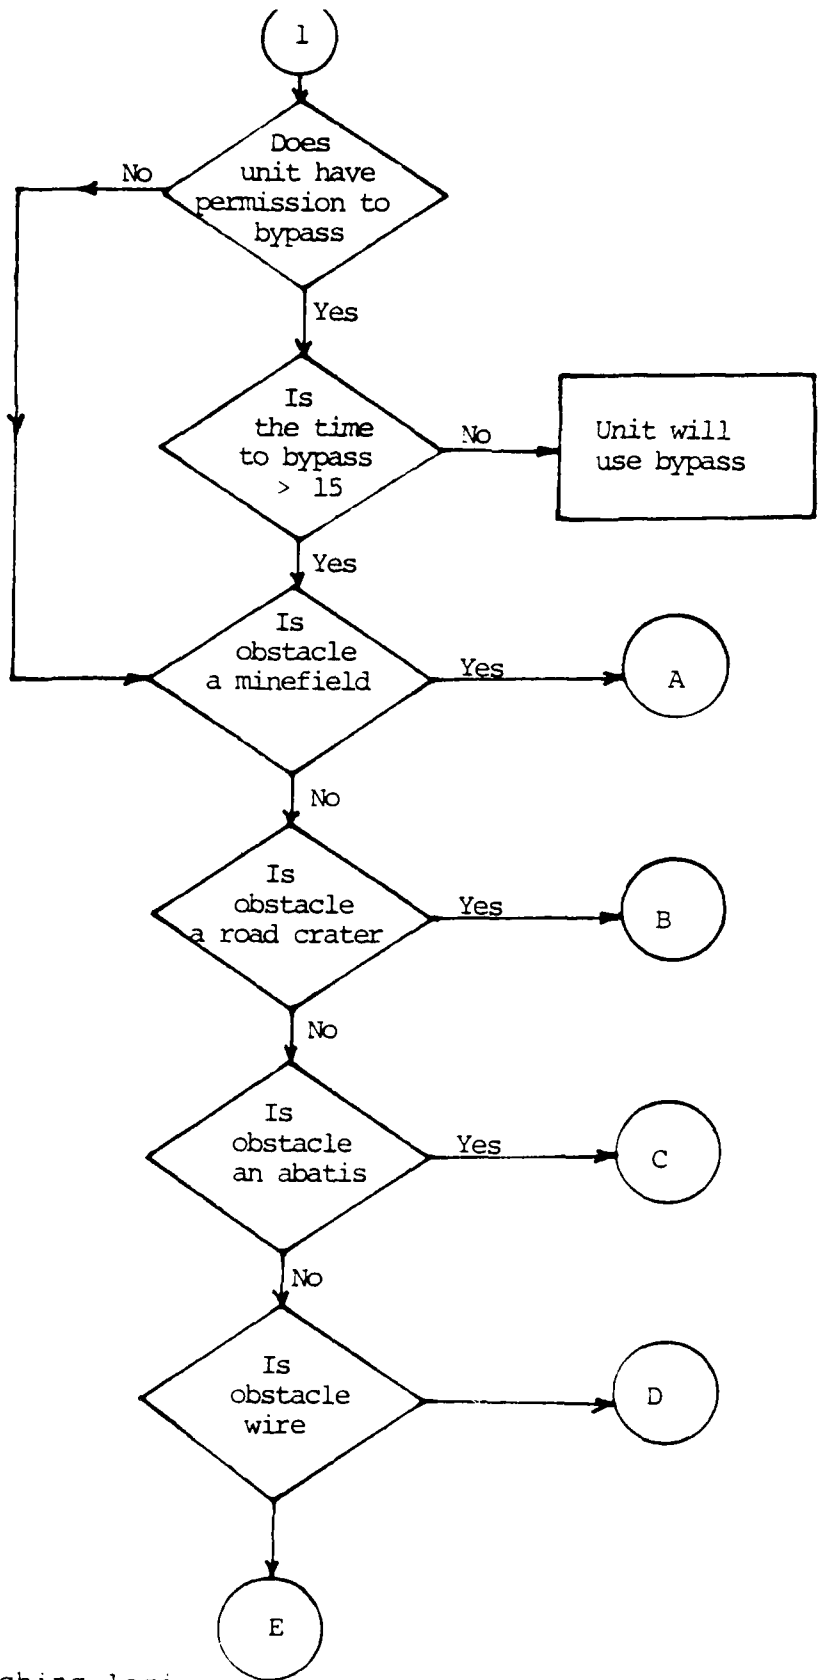 1
Does
unit have
permission to
bypass
No
Yes
Is
the time
to bypass
> 15
No
Unit will
use bypass
Yes
Is
obstacle
a minefield
Yes
A
No
Is
obstacle
a road crater
Yes
B
No
Is
obstacle
an abatis
Yes
C
No
Is
obstacle
wire
D
E